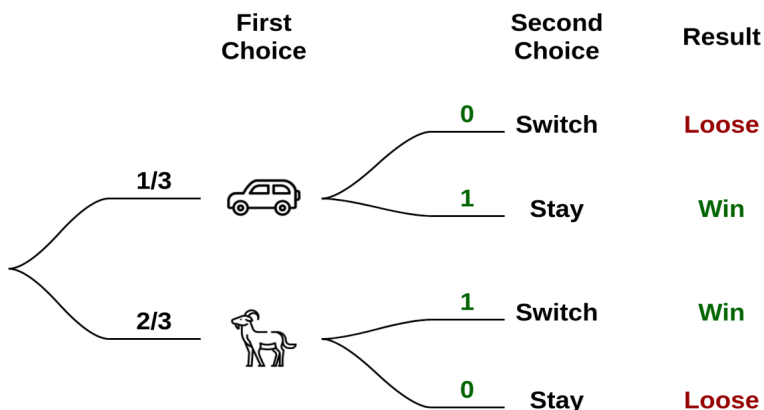 First
Choice
Second
Choice
Result
0
Switch
Loose
1/3
1
Stay
Win
1
Switch
Win
2/3
0
Stay
Loose